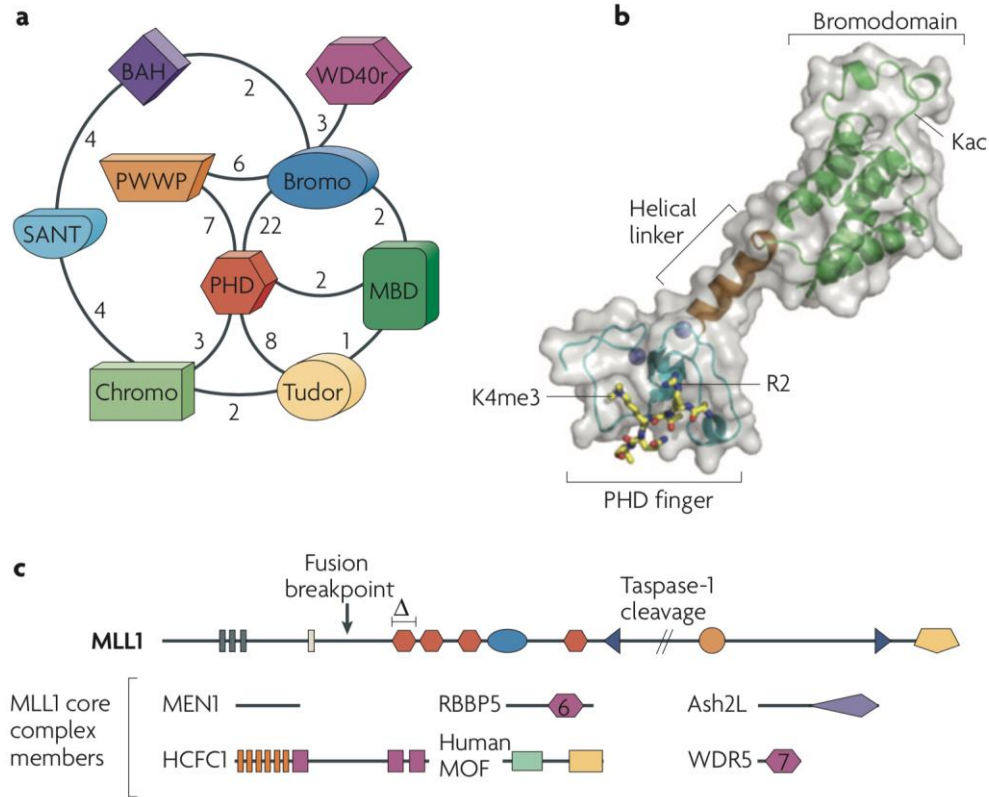 a
BAH
2
WD40r
4
3
PWWP
6
Bromo
SANT
7
22
2
PHD
2
MBD
4
3
8
1
Chromo
2
Tudor
b
Bromodomain
Kac
Helical
linker
K4me3
R2
PHD finger
c
Fusion
breakpoint
Δ
Taspase-1
cleavage
MLL1
MLL1 core
complex
members
MEN1
RBBP5
6
Ash2L
HCFC1
Human
MOF
WDR5
7